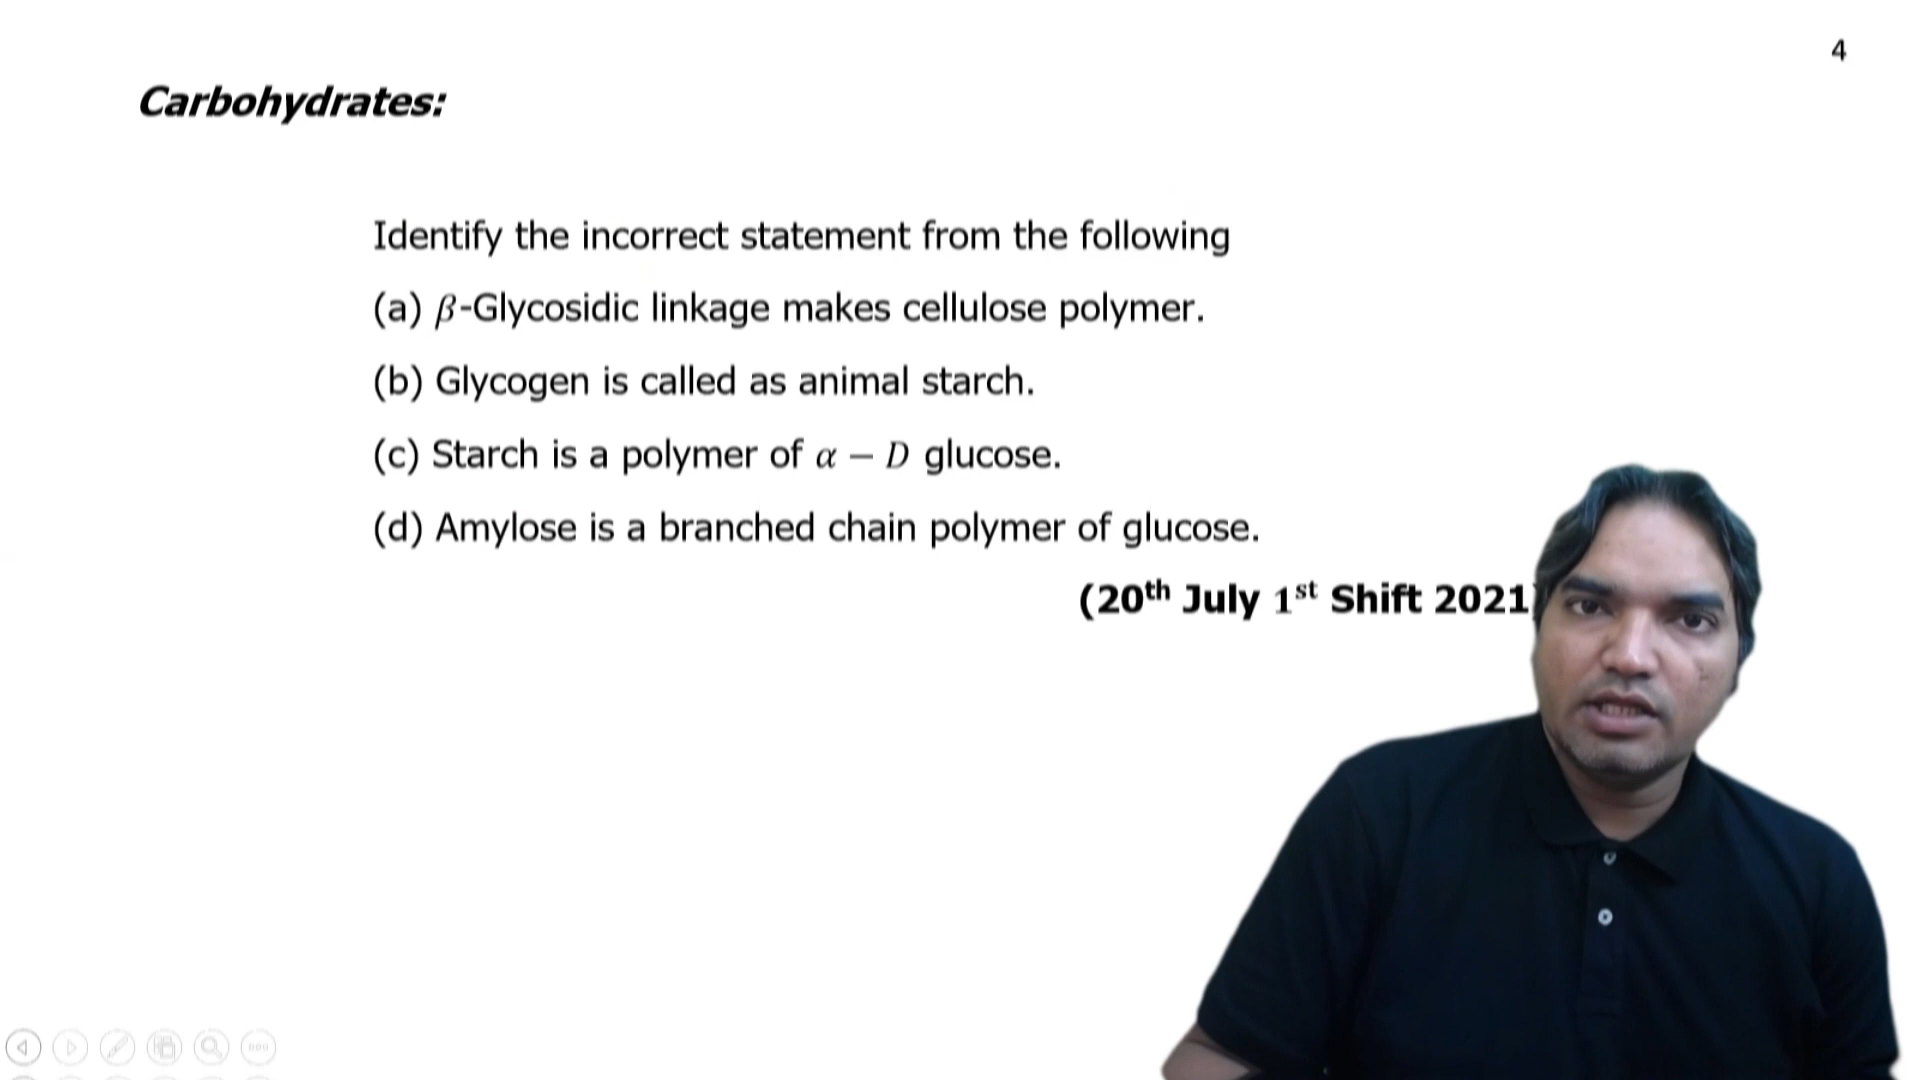 4
Carbohydrates:
Identify the incorrect statement from the following
(a) β-Glycosidic linkage makes cellulose polymer.
(b) Glycogen is called as animal starch.
(c) Starch is a polymer of α − D glucose.
(d) Amylose is a branched chain polymer of glucose.
(20th July 1st Shift 2021)